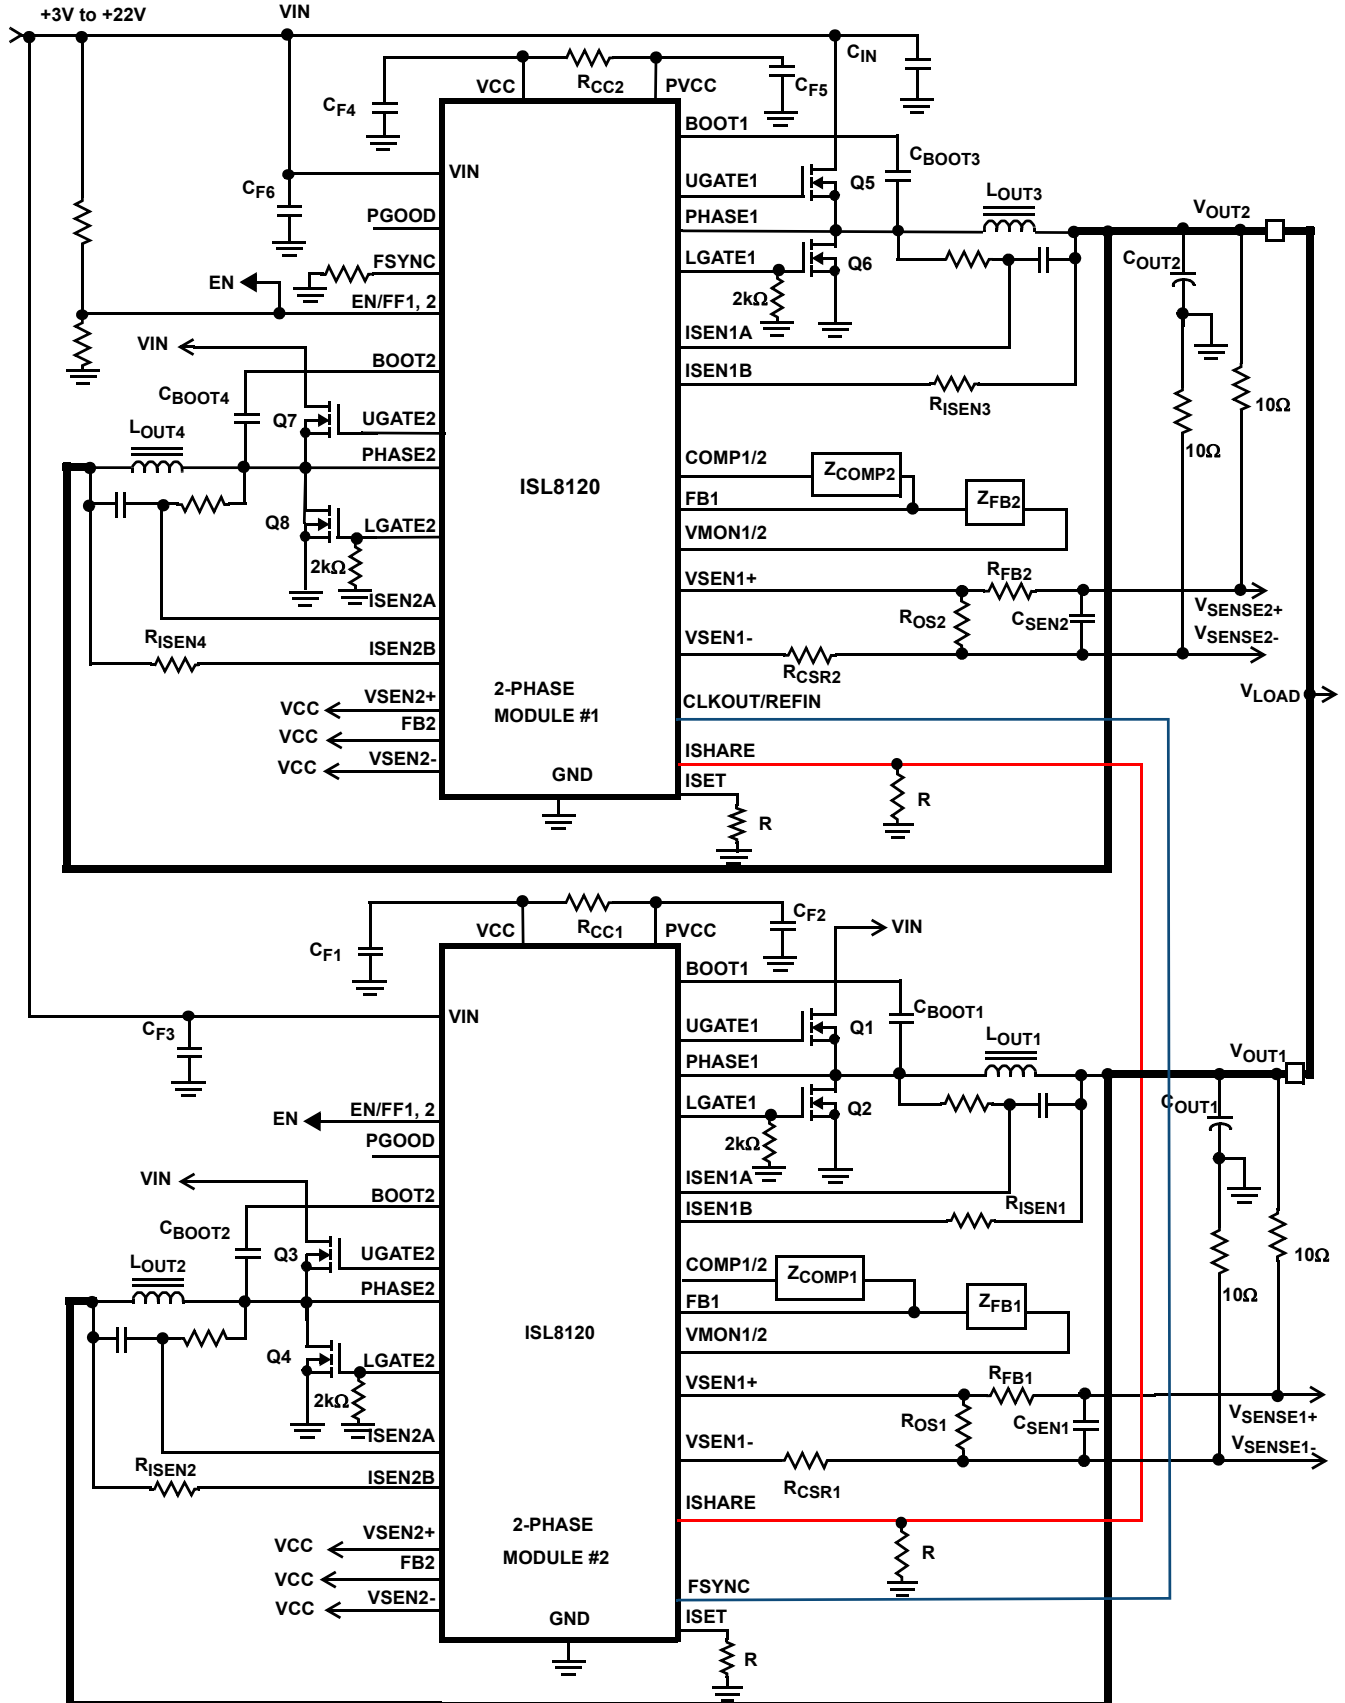 +3V to +22V
VIN
CIN
CF4
VCC
RCC2
PVCC
CF5
BOOT1
CBOOT3
VIN
CF6
UGATE1
Q5
LOUT3
VOUT2
PGOOD
PHASE1
FSYNC
LGATE1
Q6
COUT2
EN
2kΩ
EN/FF1, 2
VIN
ISEN1A
BOOT2
ISEN1B
CBOOT4
RISEN3
10Ω
Q7
UGATE2
LOUT4
PHASE2
10Ω
COMP1/2
ZCOMP2
ISL8120
FB1
ZFB2
Q8
LGATE2
VMON1/2
2kΩ
VSEN1+
RFB2
ISEN2A
ROS2
CSEN2
VSENSE2+
RISEN4
ISEN2B
VSEN1-
VSENSE2-
RCSR2
2-PHASE
MODULE #1
VCC
VSEN2+
CLKOUT/REFIN
VLOAD
VCC
FB2
VCC
VSEN2-
ISHARE
GND
ISET
R
R
CF1
VCC
RCC1
PVCC
CF2
VIN
BOOT1
CBOOT1
VIN
CF3
UGATE1
Q1
LOUT1
VOUT1
PHASE1
EN
EN/FF1, 2
LGATE1
Q2
COUT1
PGOOD
2kΩ
VIN
ISEN1A
BOOT2
ISEN1B
RISEN1
CBOOT2
Q3
UGATE2
10Ω
LOUT2
PHASE2
COMP1/2
ZCOMP1
10Ω
FB1
ZFB1
ISL8120
VMON1/2
Q4
LGATE2
2kΩ
VSEN1+
RFB1
ISEN2A
ROS1
CSEN1
VSENSE1+
RISEN2
ISEN2B
VSEN1-
VSENSE1-
RCSR1
ISHARE
2-PHASE
MODULE #2
VCC
VSEN2+
R
VCC
FB2
FSYNC
VCC
VSEN2-
GND
ISET
R